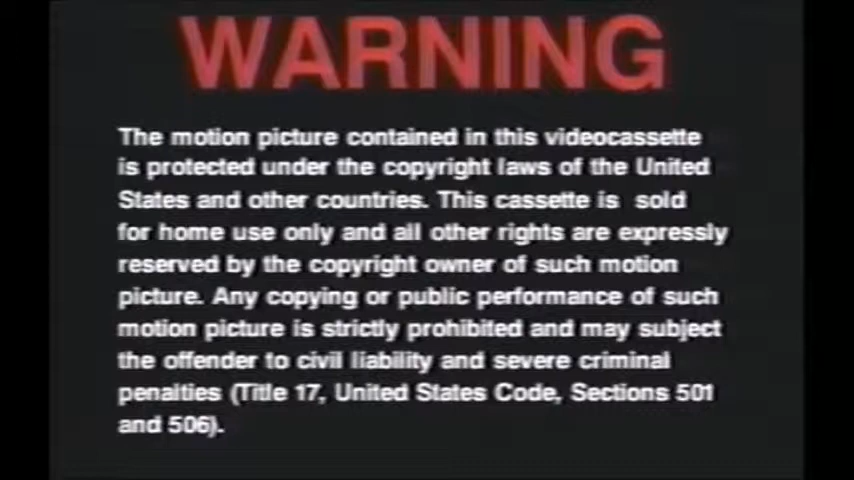 WARNING
The motion picture contained in this videocassette
is protected under the copyright laws of the United
States and other countries. This cassette is sold
for home use only and all other rights are expressly
reserved by the copyright owner of such motion
picture. Any copying or public performance of such
motion picture is strictly prohibited and may subject
the offender to civil liability and severe criminal
penalties (Title 17, United States Code, Sections 501
and 506).